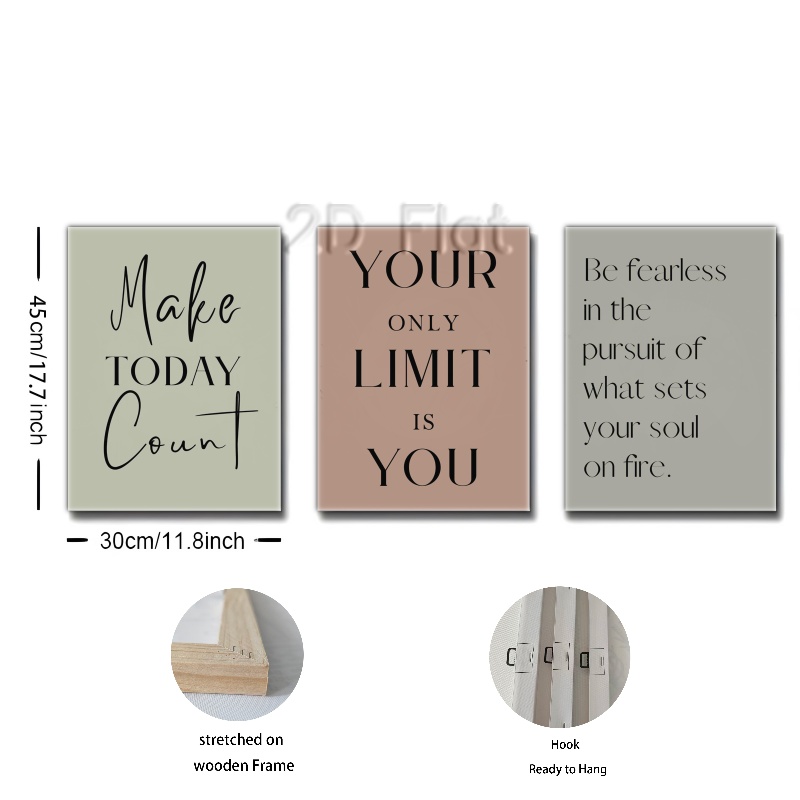 2D Flat
Make
TODAY
Count
YOUR
ONLY
LIMIT
IS
YOU
Be fearless
in the
pursuit of
what sets
your soul
on fire.
45cm/17.7inch
30cm/11.8inch
stretched on
wooden Frame
Hook
Ready to Hang